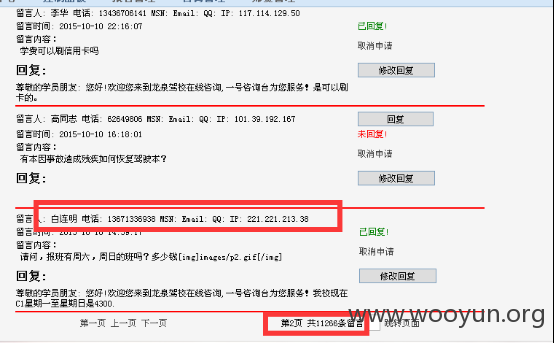 留言人: 李华 电话: 13436708141 MSN: Email: QQ: IP: 117.114.129.50
留言时间: 2015-10-10 22:16:07
已回复!
留言内容:
取消申请
学费可以刷信用卡吗
回复:
修改回复
尊敬的学员朋友: 您好!欢迎您来到龙泉驾校在线咨询,一号咨询台为您服务! 是可以刷
卡的。
留言人: 高同志 电话: 62649806 MSN: Email: QQ: IP: 101.39.192.167
回复
留言时间: 2015-10-10 16:18:01
未回复!
留言内容:
取消申请
有本因事故造成残疾如何恢复驾驶本?
回复:
修改回复
留言人: 白连明 电话: 13671336938 MSN: Email: QQ: IP: 221.221.213.38
留言时间: 2015-10-10 14:39:17
已回复!
留言内容:
取消申请
请问，报班有周六，周日的班吗? 多少钱[img]images/p2.gif[/img]
回复:
修改回复
尊敬的学员朋友: 您好!欢迎您来到龙泉驾校在线咨询,一号咨询台为您服务! 我校现在
C1星期一至星期日是4300.
www.wooyun.org
第一页 上一页 下一页 第2页 共11266条留言 跳转页面